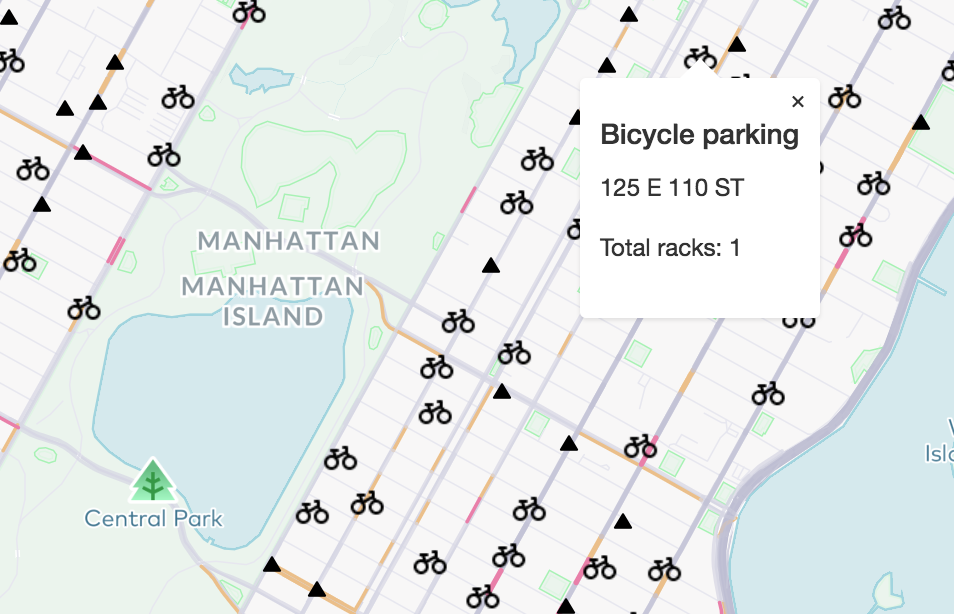 ×
Bicycle parking
125 E 110 ST
Total racks: 1
MANHATTAN
MANHATTAN
ISLAND
Central Park